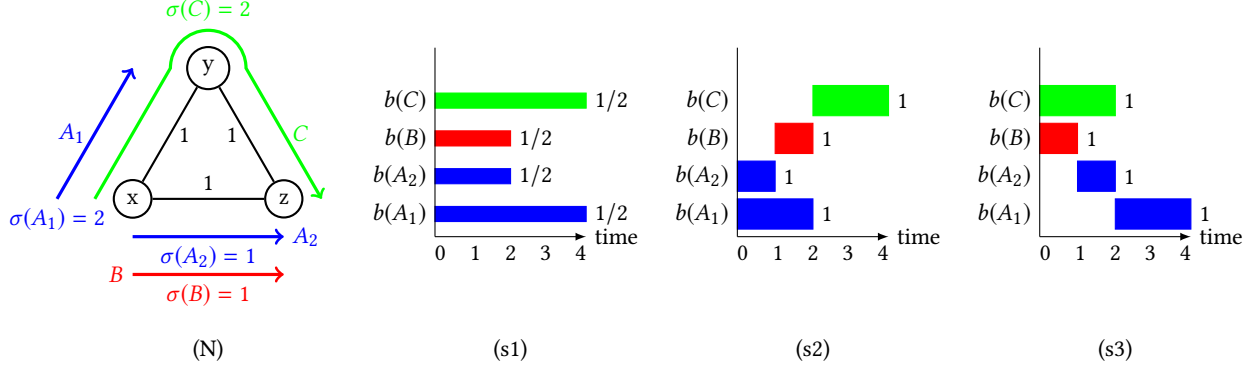 σ(C) = 2
y
A₁
C
1
1
1
x
z
σ(A₁) = 2
A₂
σ(A₂) = 1
B
σ(B) = 1
(N)
b(C) 1/2
b(B) 1/2
b(A₂) 1/2
b(A₁) 1/2
time
0 1 2 3 4
(s1)
b(C) 1
b(B) 1
b(A₂) 1
b(A₁) 1
time
0 1 2 3 4
(s2)
b(C) 1
b(B) 1
b(A₂) 1
b(A₁) 1
time
0 1 2 3 4
(s3)